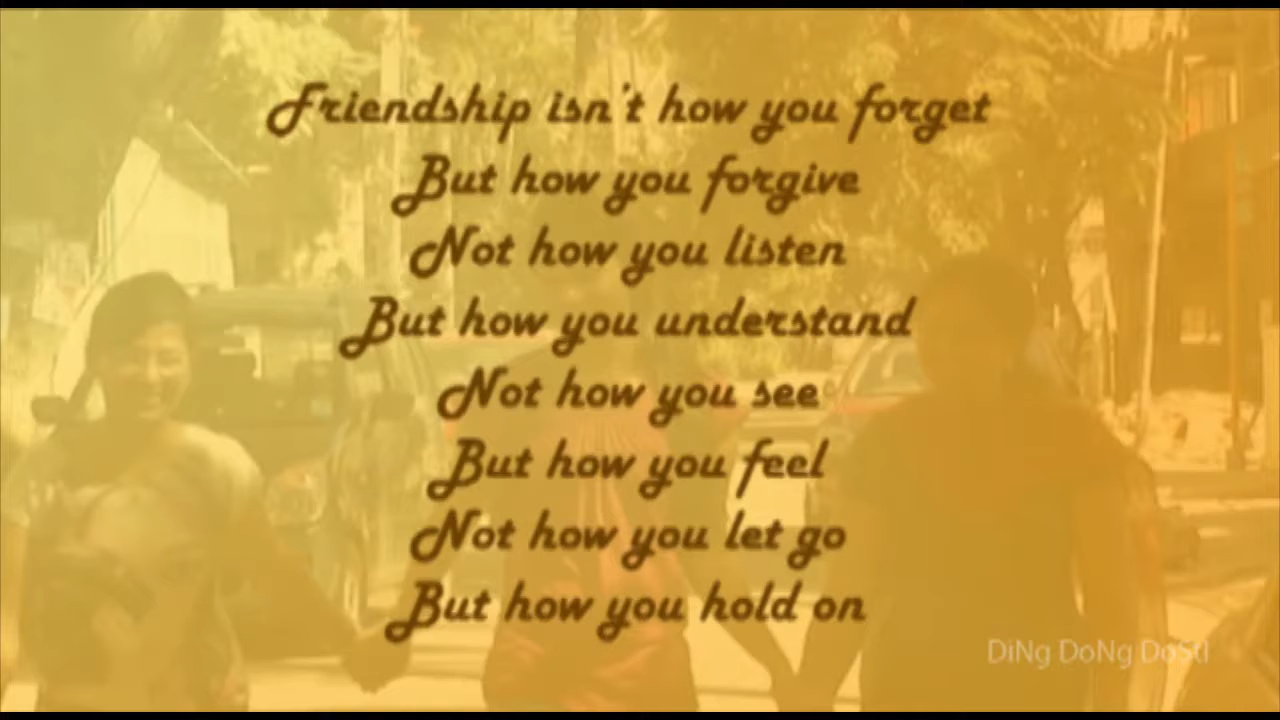 Friendship isn't how you forget
But how you forgive
Not how you listen
But how you understand
Not how you see
But how you feel
Not how you let go
But how you hold on
DiNg DoNg DoStI